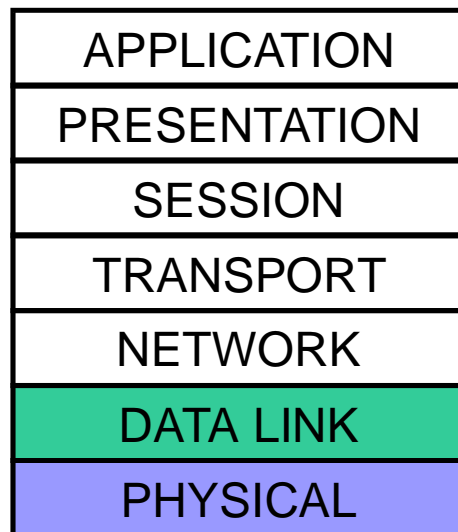 APPLICATION
PRESENTATION
SESSION
TRANSPORT
NETWORK
DATA LINK
PHYSICAL